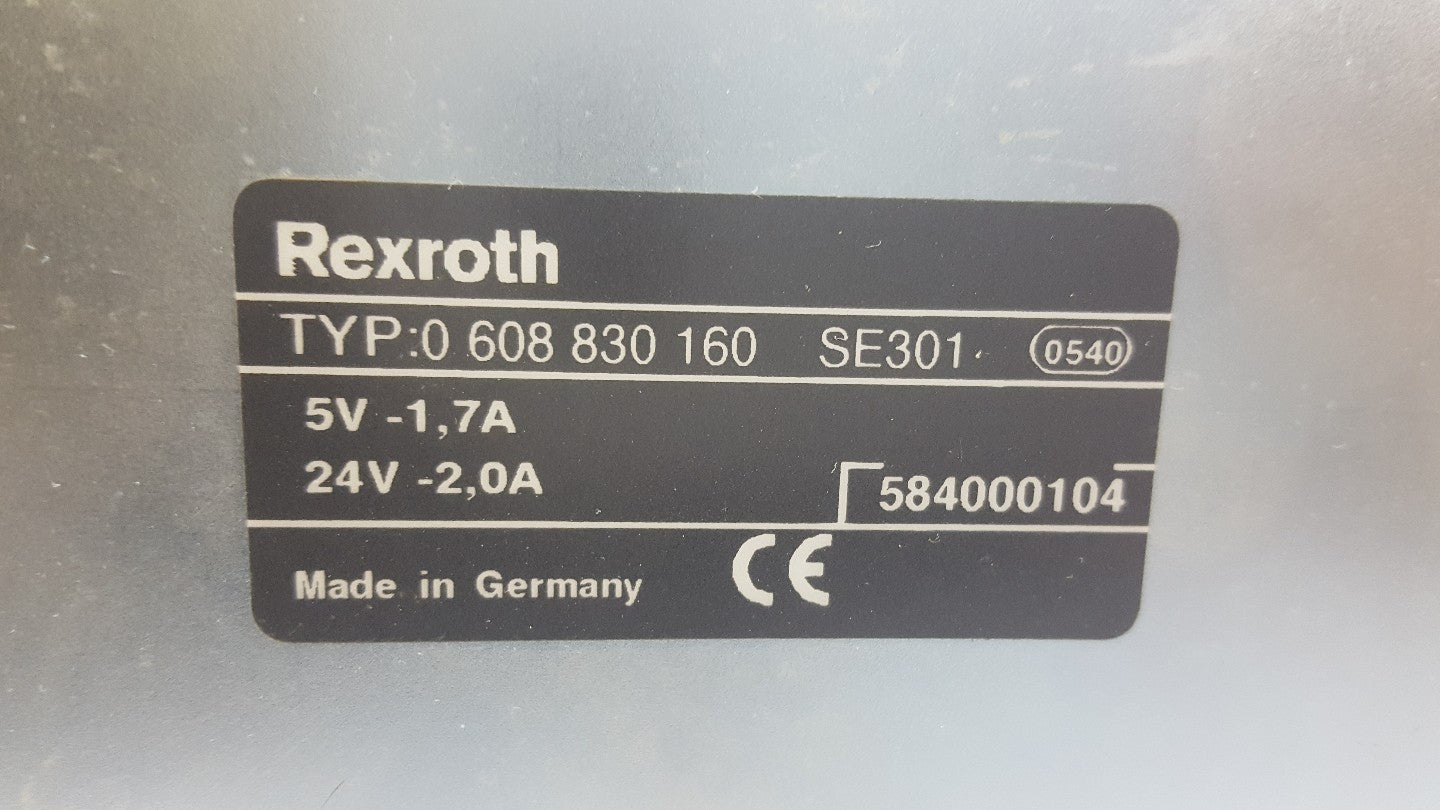 Rexroth
TYP:0 608 830 160 SE301 0540
5V -1,7A
24V -2,0A
584000104
Made in Germany CE